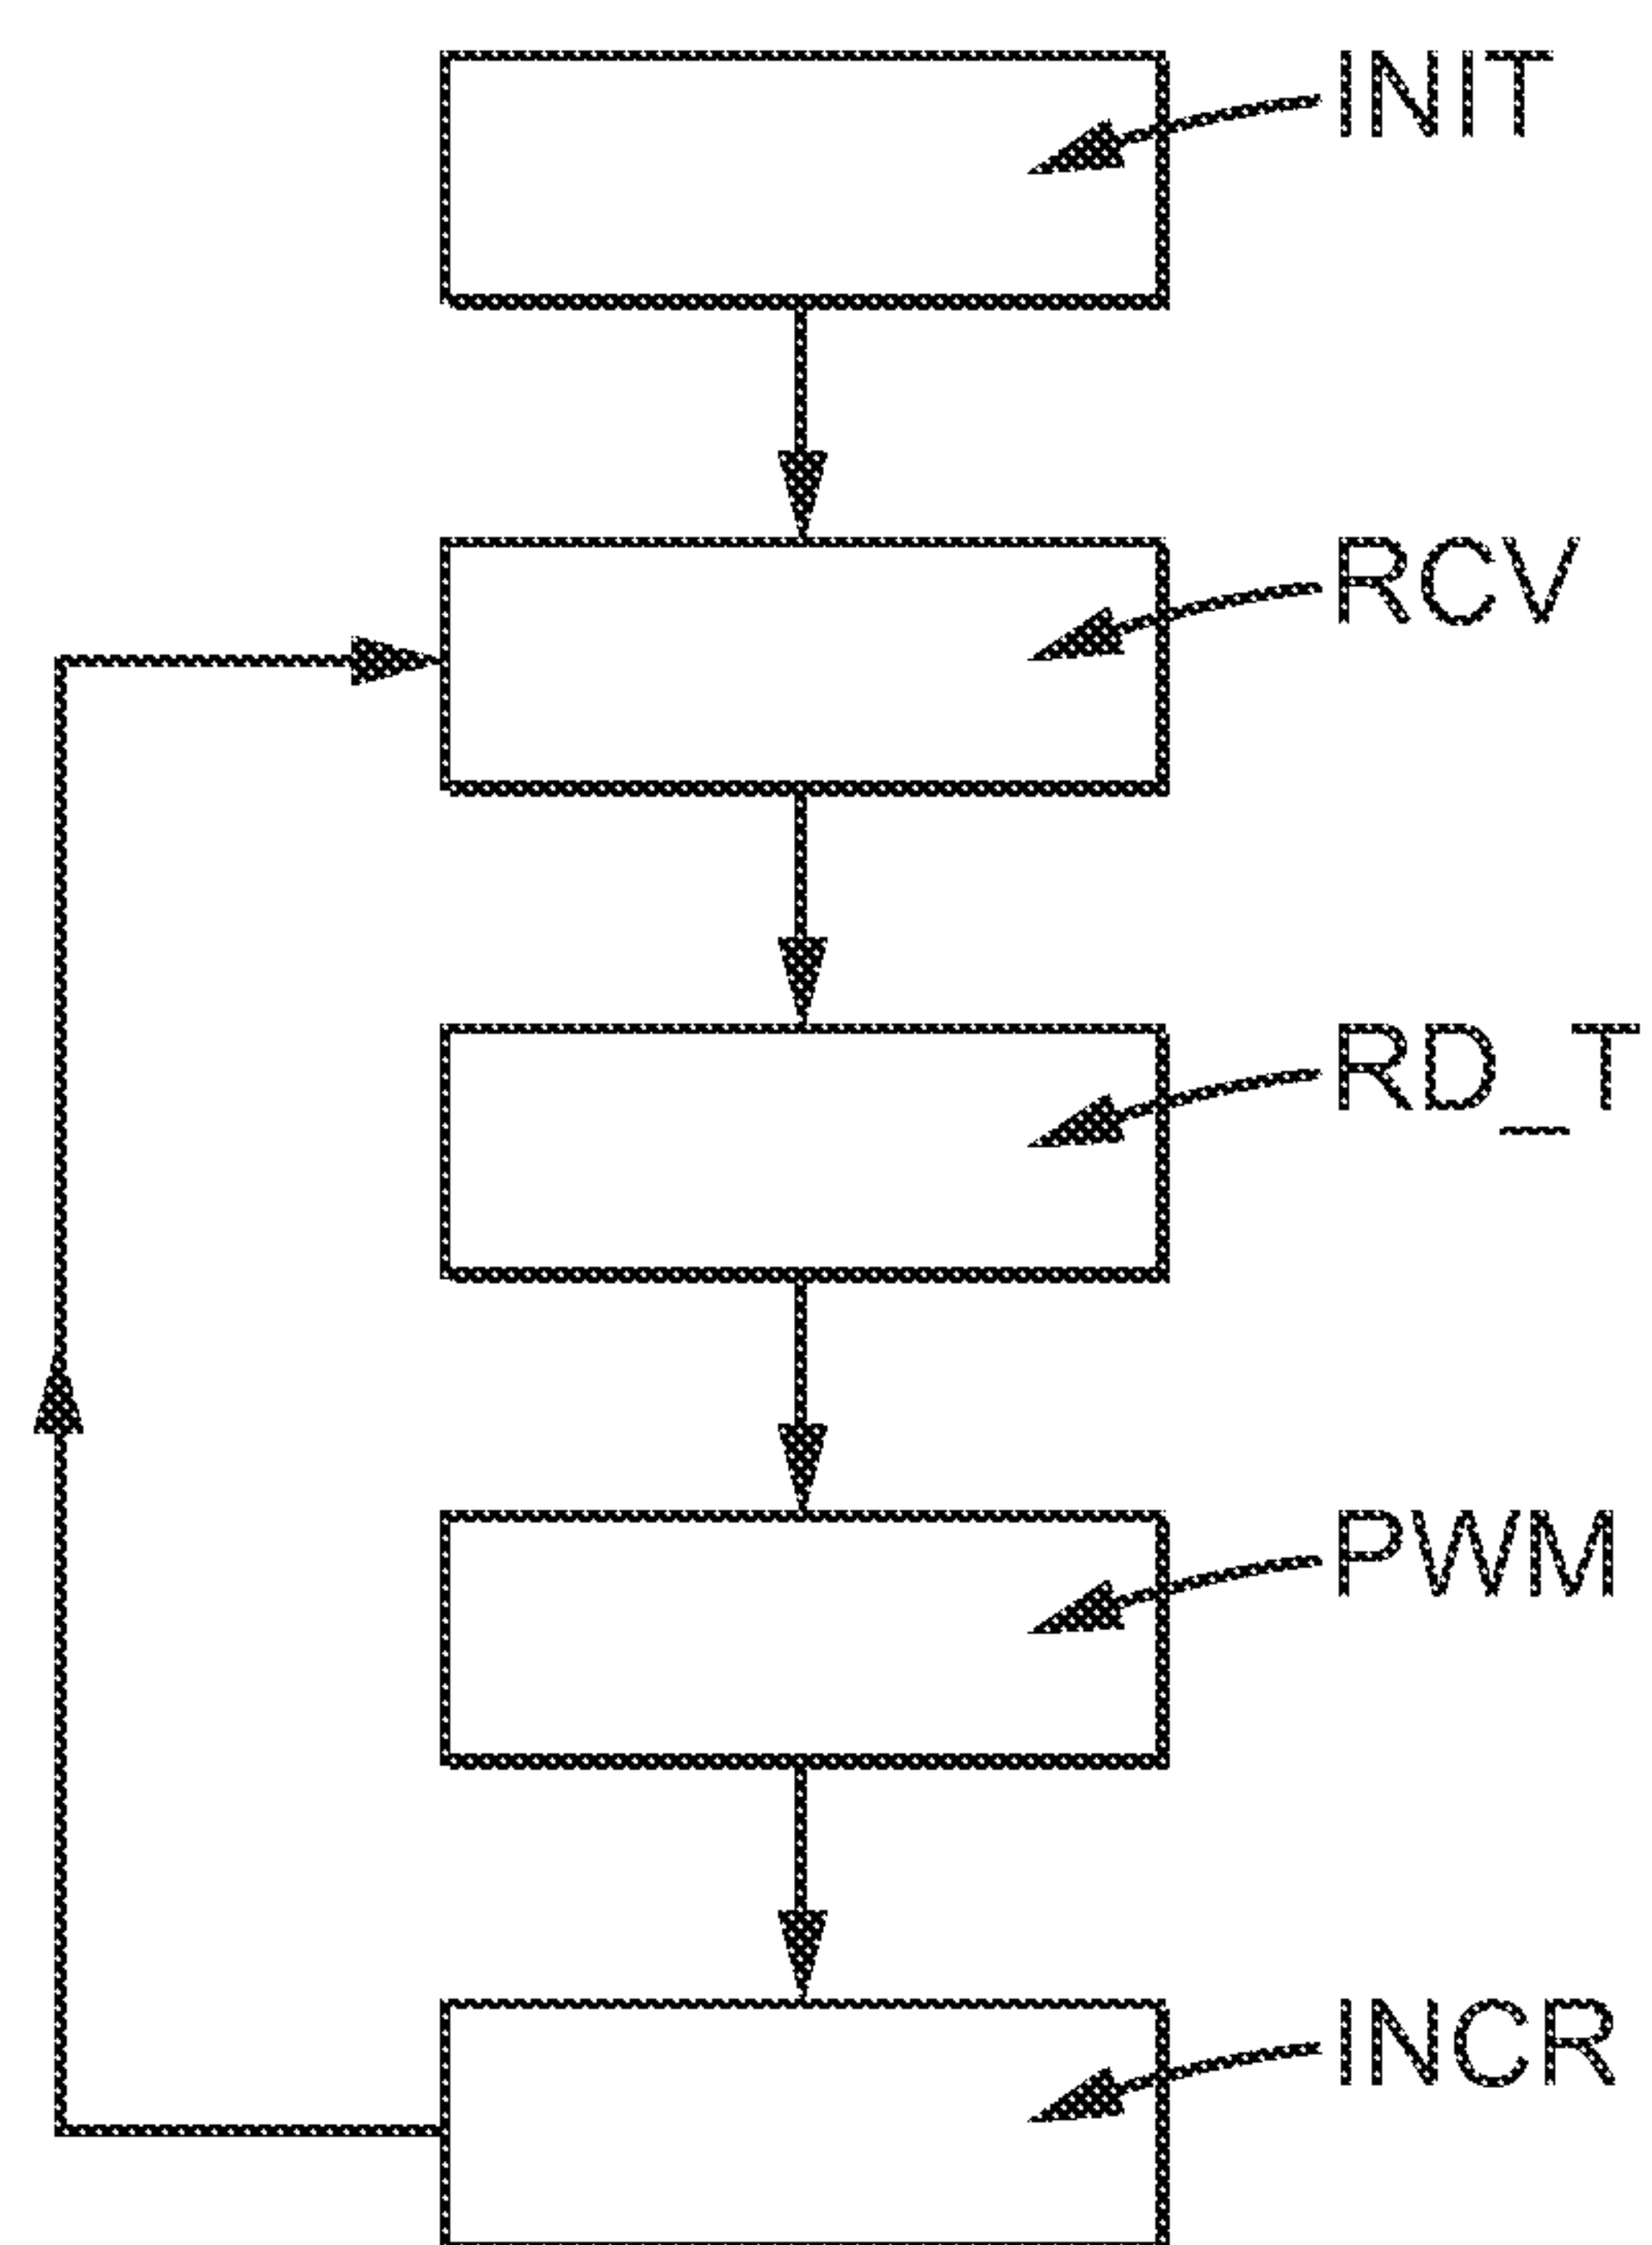 INIT
RCV
RD_T
PWM
INCR